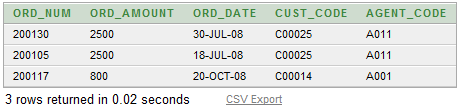 ORD_NUM ORD_AMOUNT ORD_DATE CUST_CODE AGENT_CODE
200130 2500 30-JUL-08 C00025 A011
200105 2500 18-JUL-08 C00025 A011
200117 800 20-OCT-08 C00014 A001
3 rows returned in 0.02 seconds CSV Export